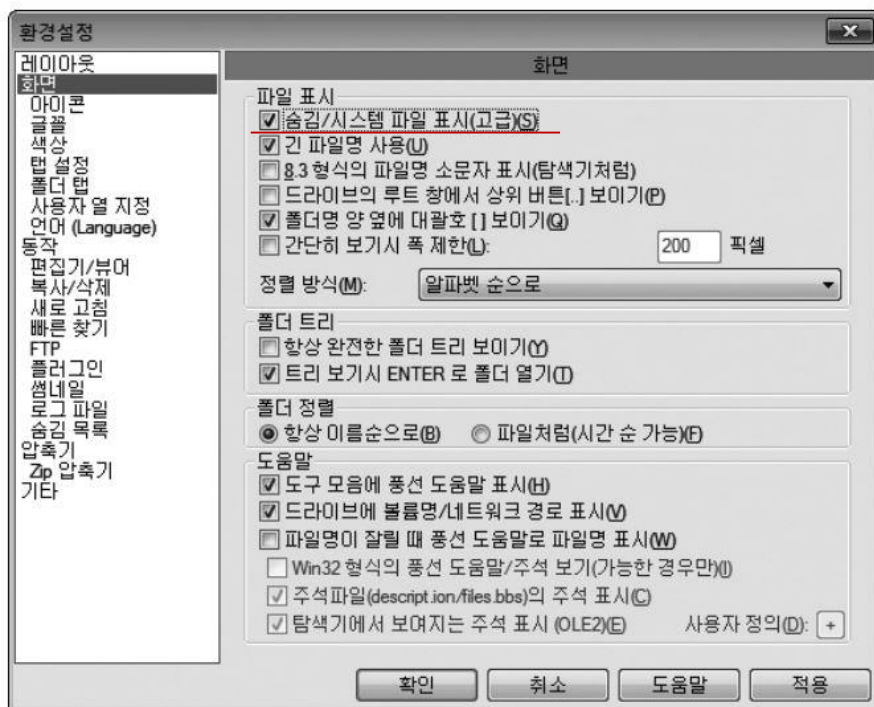 환경설정
레이아웃
화면
아이콘
글꼴
색상
탭 설정
폴더 탭
사용자 열 지정
언어 (Language)
동작
편집기/뷰어
복사/삭제
새로 고침
빠른 찾기
FTP
플러그인
썸네일
로그 파일
숨김 목록
압축기
Zip 압축기
기타
화면
파일 표시
숨김/시스템 파일 표시(고급)(S)
긴 파일명 사용(U)
8.3 형식의 파일명 소문자 표시(탐색기처럼)
드라이브의 루트 창에서 상위 버튼[..] 보이기(P)
폴더명 양 옆에 대괄호 [ ] 보이기(Q)
간단히 보기시 폭 제한(L): 200 픽셀
정렬 방식(M): 알파벳 순으로
폴더 트리
항상 완전한 폴더 트리 보이기(Y)
트리 보기시 ENTER 로 폴더 열기(T)
폴더 정렬
항상 이름순으로(B) 파일처럼(시간 순 가능)(F)
도움말
도구 모음에 풍선 도움말 표시(H)
드라이브에 볼륨명/네트워크 경로 표시(V)
파일명이 잘릴 때 풍선 도움말로 파일명 표시(W)
Win32 형식의 풍선 도움말/주석 보기(가능한 경우만)(I)
주석파일(descript.ion/files.bbs)의 주석 표시(C)
탐색기에서 보여지는 주석 표시 (OLE2)(E) 사용자 정의(D): +
확인 취소 도움말 적용